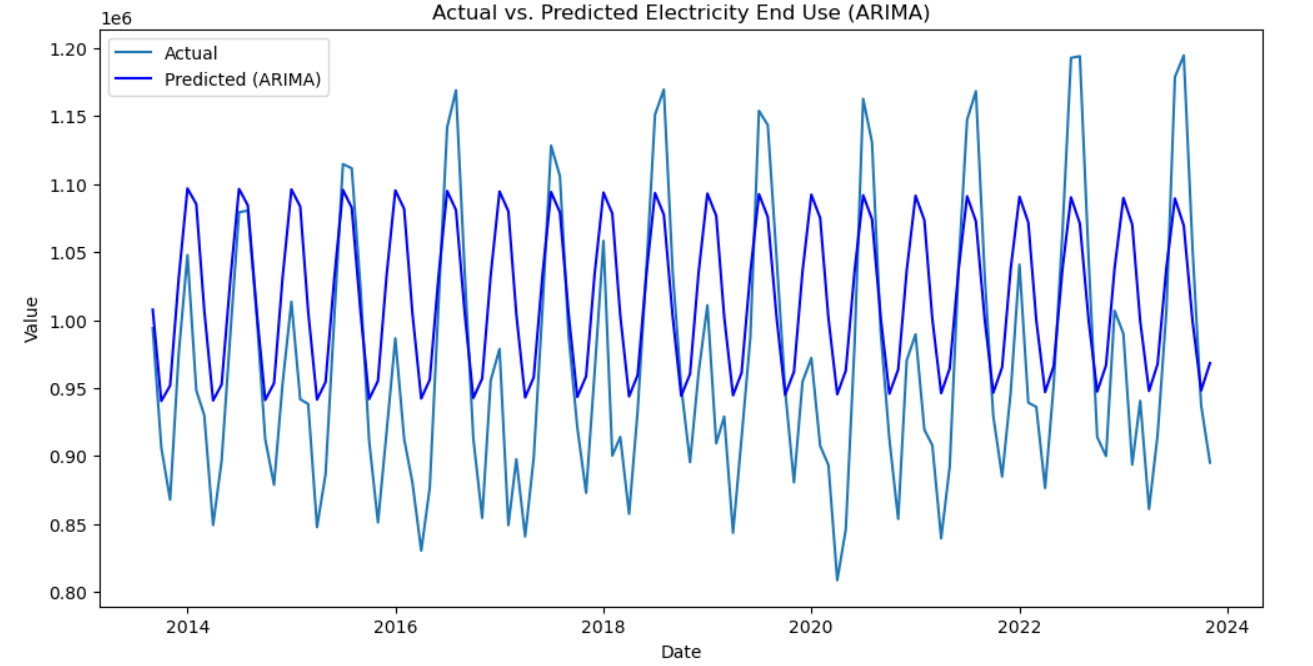 Actual vs. Predicted Electricity End Use (ARIMA)
1e6
Actual
Predicted (ARIMA)
1.20
1.15
1.10
1.05
1.00
0.95
0.90
0.85
0.80
Value
2014 2016 2018 2020 2022 2024
Date